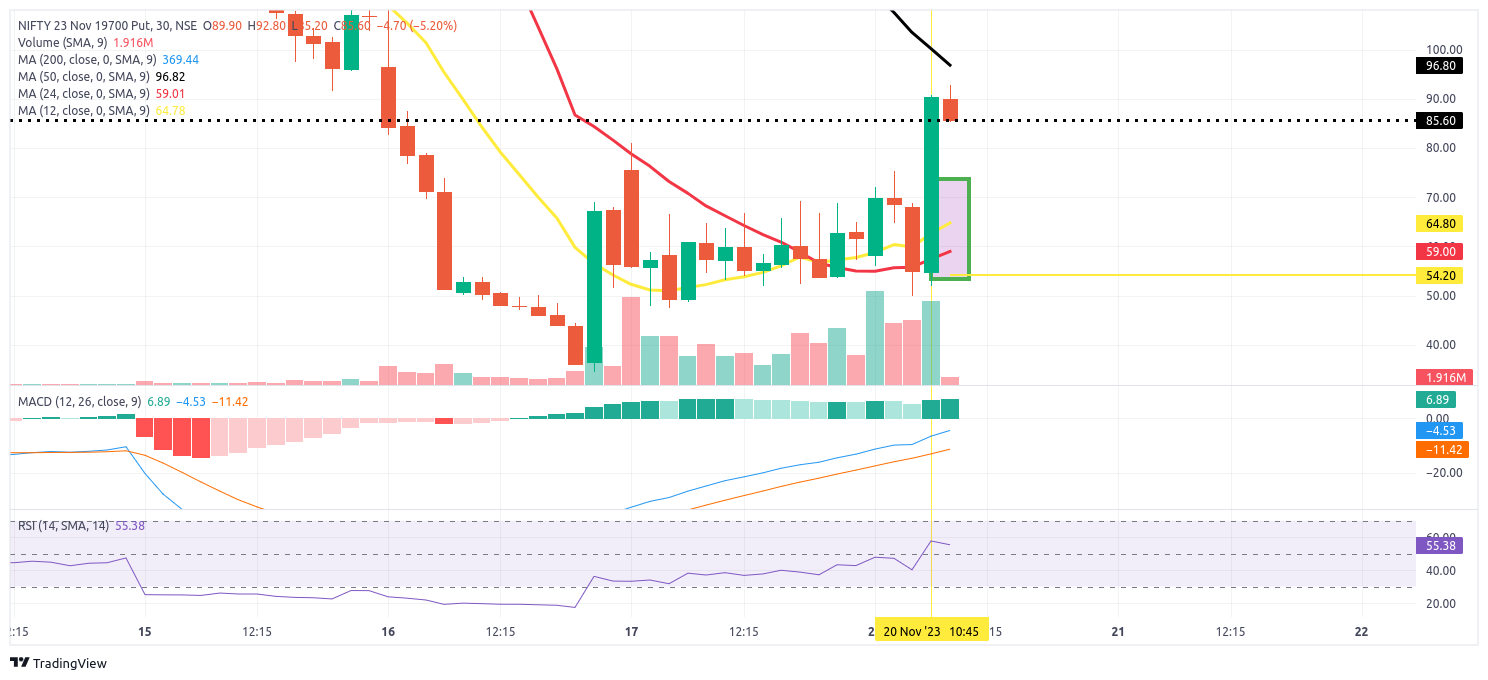 NIFTY 23 Nov 19700 Put, 30, NSE O89.90 H92.80 L85.20 C85.60 −4.70 (−5.20%)
Volume (SMA, 9) 1.916M
MA (200, close, 0, SMA, 9) 369.44
MA (50, close, 0, SMA, 9) 96.82
MA (24, close, 0, SMA, 9) 59.01
MA (12, close, 0, SMA, 9) 64.78
100.00
96.80
90.00
85.60
80.00
70.00
64.80
59.00
54.20
50.00
40.00
1.916M
MACD (12, 26, close, 9) 6.89 −4.53 −11.42
6.89
0.00
−4.53
−11.42
−20.00
RSI (14, SMA, 14) 55.38
60.00
55.38
40.00
20.00
:15 15 12:15 16 12:15 17 12:15 2 20 Nov '23 10:45 15 21 12:15 22
TradingView